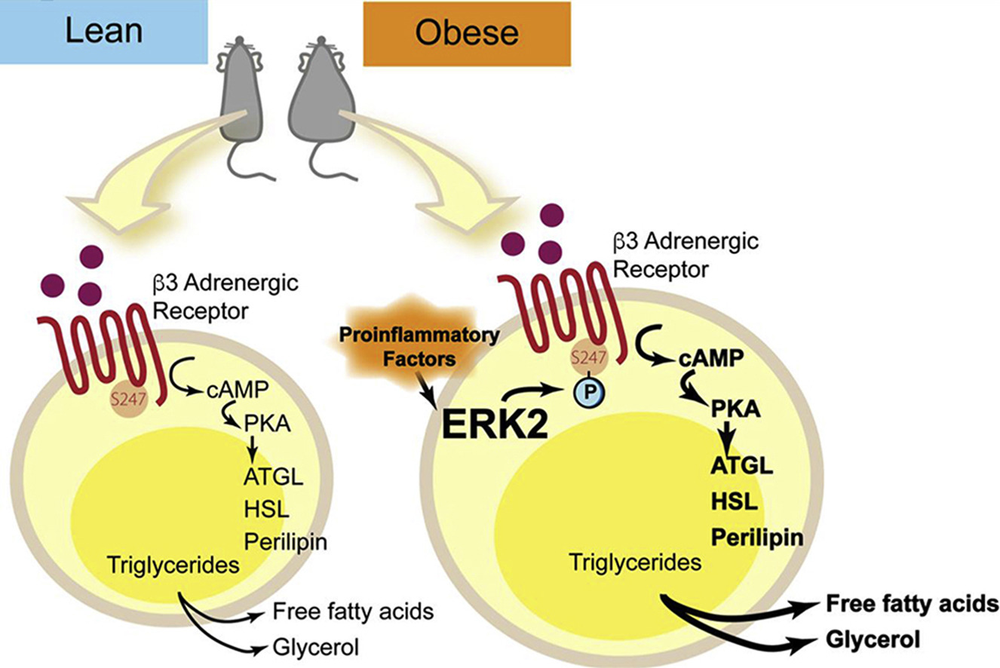 Lean
Obese
β3 Adrenergic
Receptor
S247
cAMP
PKA
ATGL
HSL
Perilipin
Triglycerides
Free fatty acids
Glycerol
β3 Adrenergic
Receptor
Proinflammatory
Factors
S247
P
ERK2
cAMP
PKA
ATGL
HSL
Perilipin
Triglycerides
Free fatty acids
Glycerol